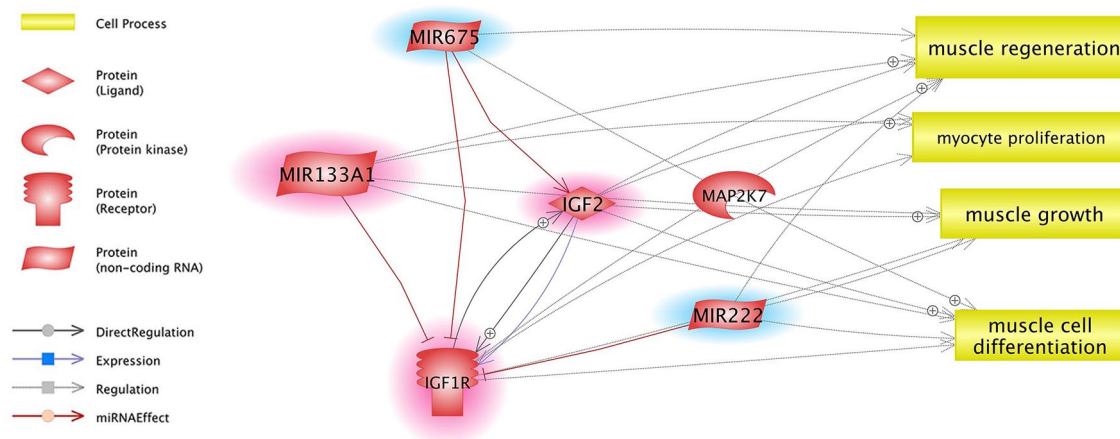 Cell Process
Protein
(Ligand)
Protein
(Protein kinase)
Protein
(Receptor)
Protein
(non-coding RNA)
DirectRegulation
Expression
Regulation
miRNAEffect
MIR675
MIR133A1
IGF2
MAP2K7
MIR222
IGF1R
muscle regeneration
myocyte proliferation
muscle growth
muscle cell
differentiation